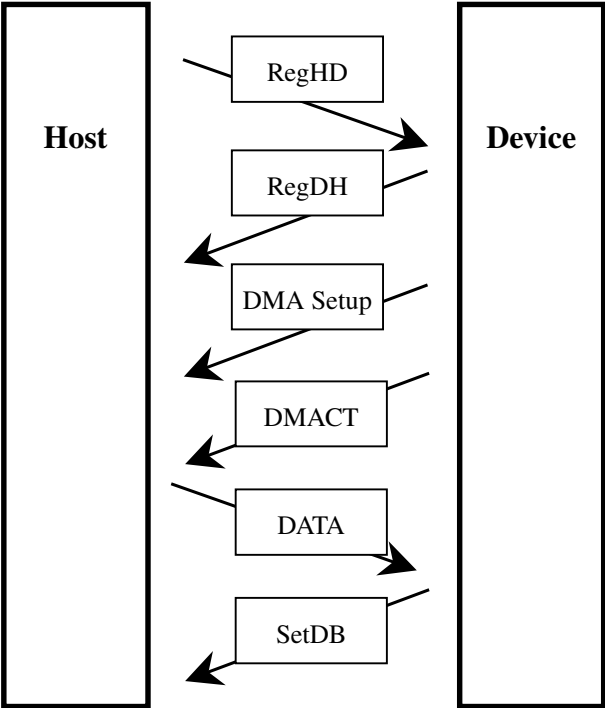 RegHD
Host
Device
RegDH
DMA Setup
DMACT
DATA
SetDB